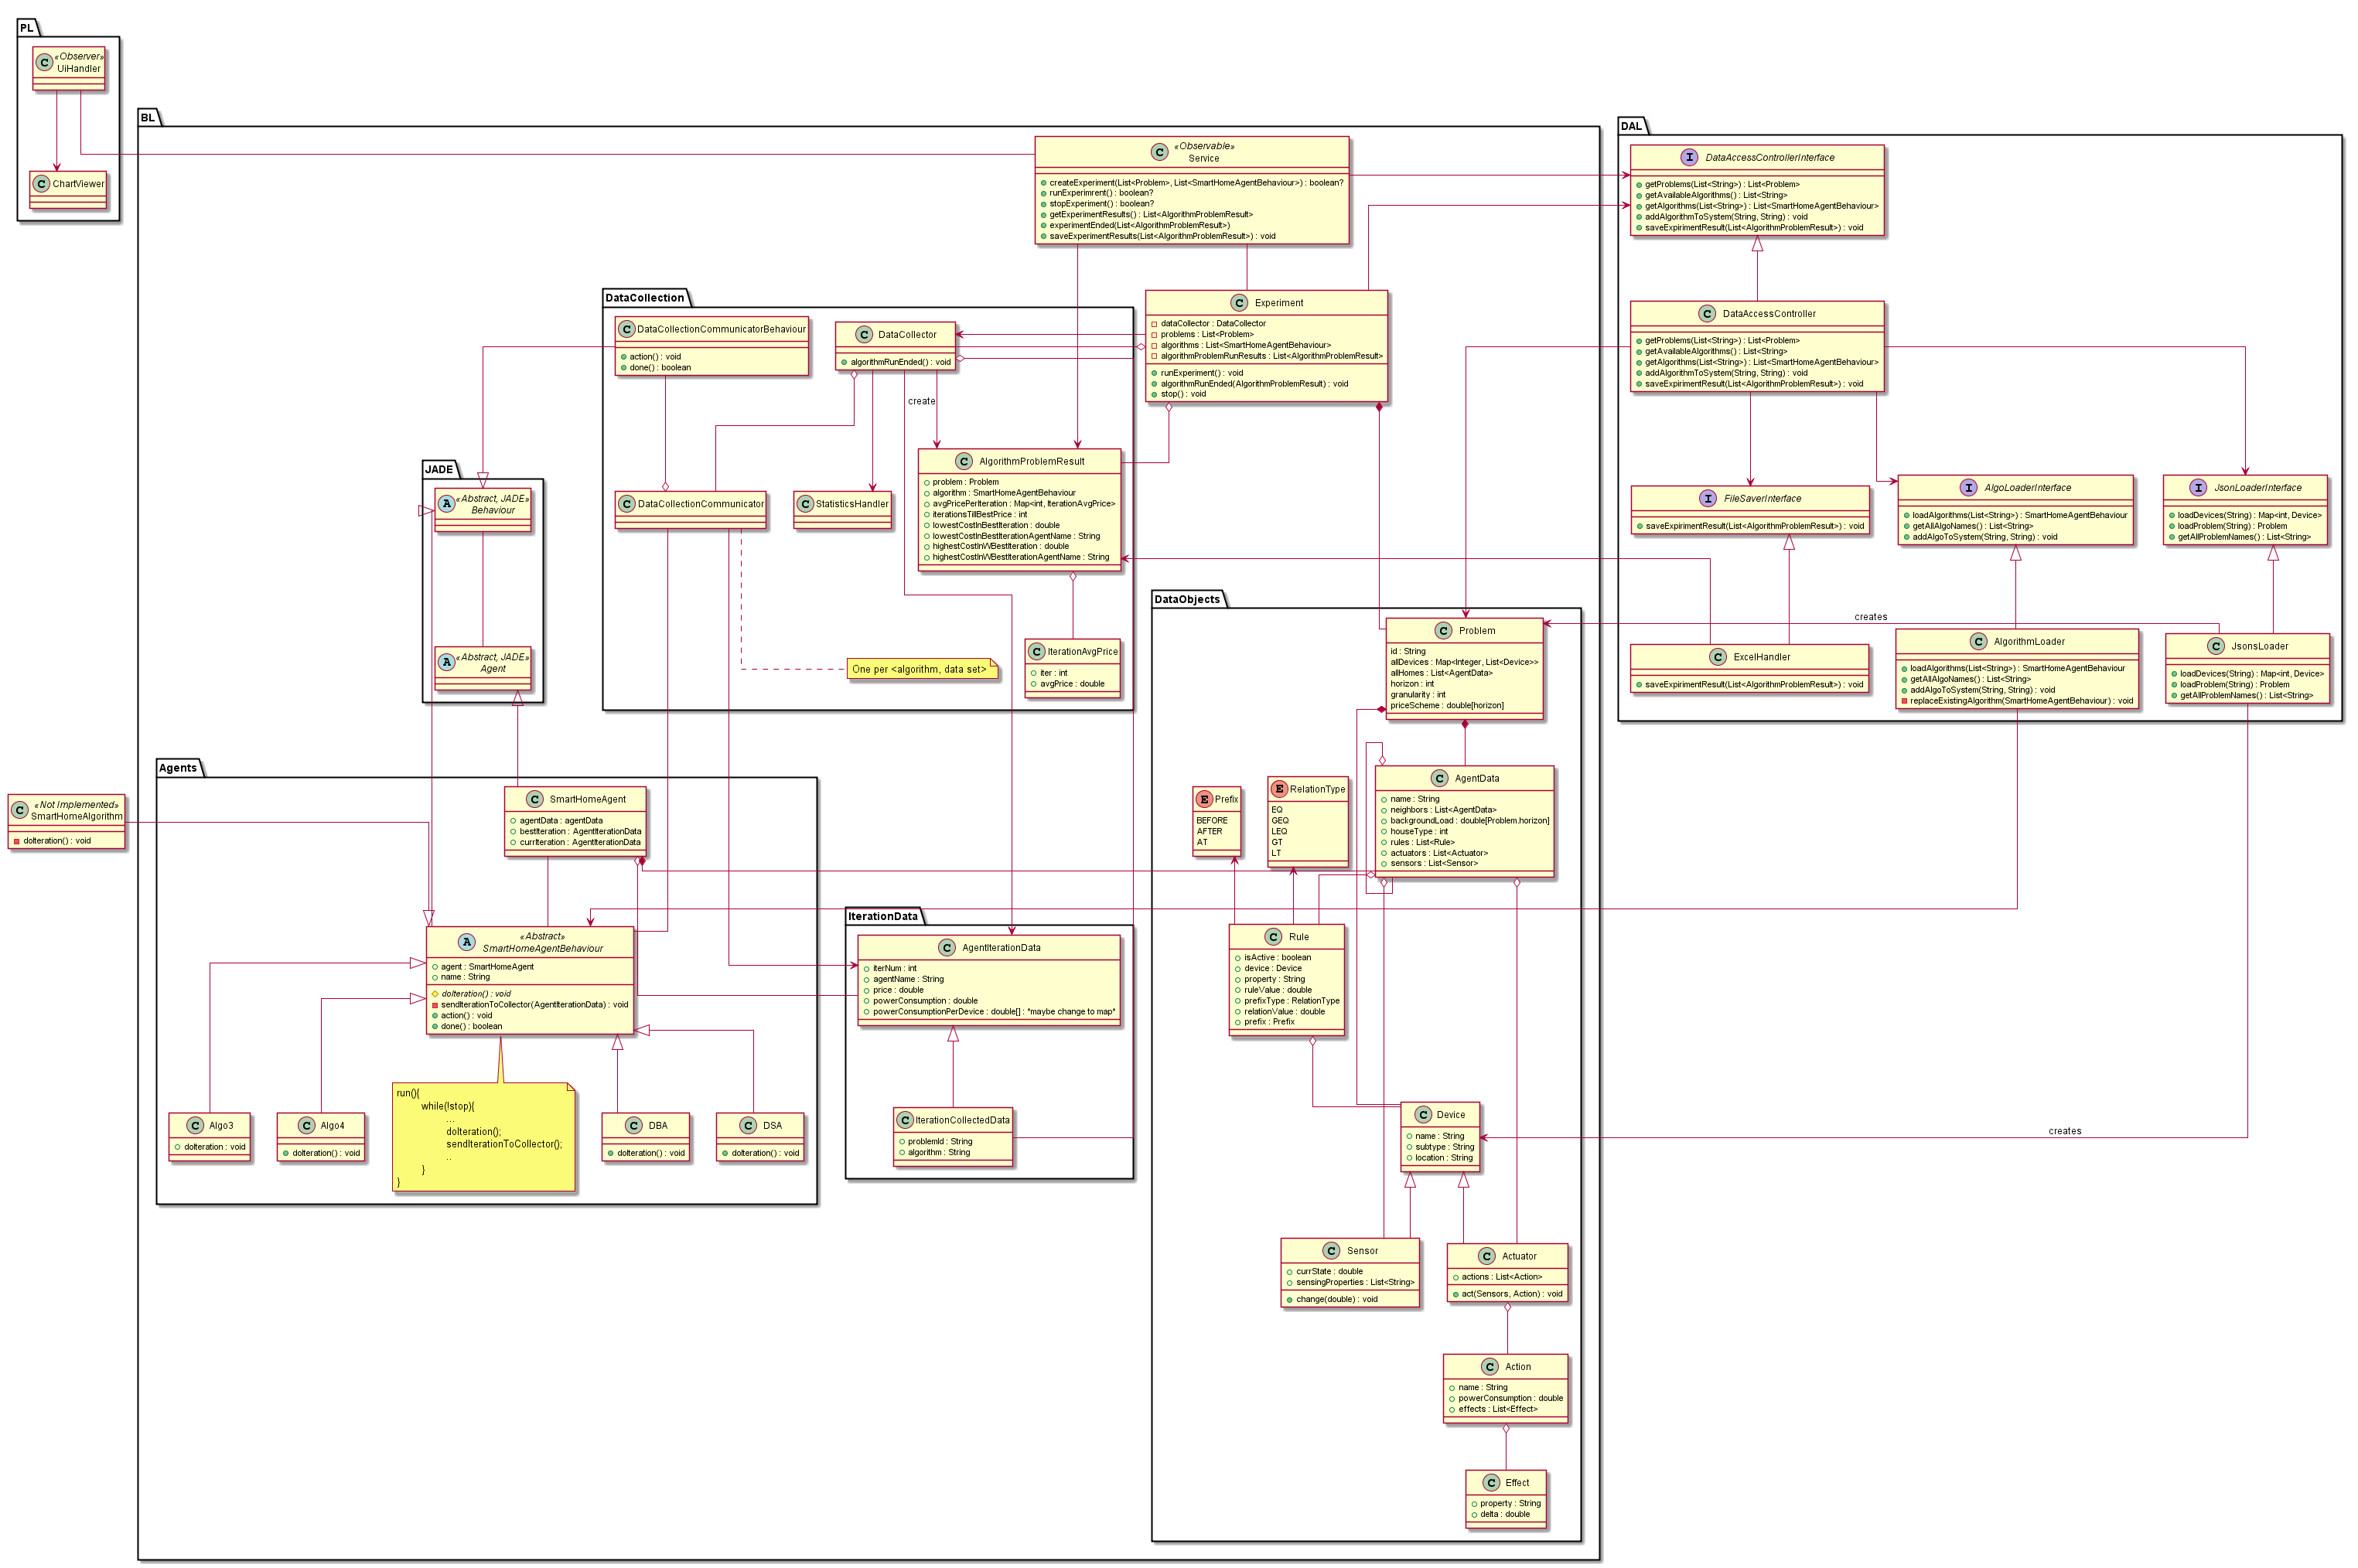 PL
C «Observer»
UiHandler
C ChartViewer
BL
C «Observable»
Service
createExperiment(List<Problem>, List<SmartHomeAgentBehaviour>) : boolean?
runExperimrent() : boolean?
stopExperiment() : boolean?
getExperimentResults() : List<AlgorithmProblemResult>
experimentEnded(List<AlgorithmProblemResult>)
saveExperimentResults(List<AlgorithmProblemResult>) : void
DAL
I DataAccessControllerInterface
getProblems(List<String>) : List<Problem>
getAvailableAlgorithms() : List<String>
getAlgorithms(List<String>) : List<SmartHomeAgentBehaviour>
addAlgorithmToSystem(String, String) : void
saveExpirimentResult(List<AlgorithmProblemResult>) : void
C DataAccessController
getProblems(List<String>) : List<Problem>
getAvailableAlgorithms() : List<String>
getAlgorithms(List<String>) : List<SmartHomeAgentBehaviour>
addAlgorithmToSystem(String, String) : void
saveExpirimentResult(List<AlgorithmProblemResult>) : void
I FileSaverInterface
saveExpirimentResult(List<AlgorithmProblemResult>) : void
I AlgoLoaderInterface
loadAlgorithms(List<String>) : SmartHomeAgentBehaviour
getAllAlgoNames() : List<String>
addAlgoToSystem(String, String) : void
I JsonLoaderInterface
loadDevices(String) : Map<int, Device>
loadProblem(String) : Problem
getAllProblemNames() : List<String>
creates
C ExcelHandler
saveExpirimentResult(List<AlgorithmProblemResult>) : void
C AlgorithmLoader
loadAlgorithms(List<String>) : SmartHomeAgentBehaviour
getAllAlgoNames() : List<String>
addAlgoToSystem(String, String) : void
replaceExistingAlgorithm(SmartHomeAgentBehaviour) : void
C JsonsLoader
loadDevices(String) : Map<int, Device>
loadProblem(String) : Problem
getAllProblemNames() : List<String>
DataCollection
C DataCollectionCommunicatorBehaviour
action() : void
done() : boolean
C DataCollector
algorithmRunEnded() : void
C Experiment
dataCollector : DataCollector
problems : List<Problem>
algorithms : List<SmartHomeAgentBehaviour>
algorithmProblemRunResults : List<AlgorithmProblemResult>
runExperiment() : void
algorithmRunEnded(AlgorithmProblemResult) : void
stop() : void
create
C DataCollectionCommunicator
C StatisticsHandler
C AlgorithmProblemResult
problem : Problem
algorithm : SmartHomeAgentBehaviour
avgPricePerIteration : Map<int, IterationAvgPrice>
iterationsTillBestPrice : int
lowestCostInBestIteration : double
lowestCostInBestIterationAgentName : String
highestCostInWBestIteration : double
highestCostInWBestIterationAgentName : String
One per <algorithm, data set>
C IterationAvgPrice
iter : int
avgPrice : double
JADE
A «Abstract, JADE»
Behaviour
A «Abstract, JADE»
Agent
DataObjects
C Problem
id : String
allDevices : Map<Integer, List<Device>>
allHomes : List<AgentData>
horizon : int
granularity : int
priceScheme : double[horizon]
E Prefix
BEFORE
AFTER
AT
E RelationType
EQ
GEQ
LEQ
GT
LT
C AgentData
name : String
neighbors : List<AgentData>
backgroundLoad : double[Problem.horizon]
houseType : int
rules : List<Rule>
actuators : List<Actuator>
sensors : List<Sensor>
C Rule
isActive : boolean
device : Device
property : String
ruleValue : double
prefixType : RelationType
relationValue : double
prefix : Prefix
C Device
name : String
subtype : String
location : String
creates
C Sensor
currState : double
sensingProperties : List<String>
change(double) : void
C Actuator
actions : List<Action>
act(Sensors, Action) : void
C Action
name : String
powerConsumption : double
effects : List<Effect>
C Effect
property : String
delta : double
C «Not Implemented»
SmartHomeAlgorithm
doIteration() : void
Agents
C SmartHomeAgent
agentData : agentData
bestIteration : AgentIterationData
currIteration : AgentIterationData
A «Abstract»
SmartHomeAgentBehaviour
agent : SmartHomeAgent
name : String
doIteration() : void
sendIterationToCollector(AgentIterationData) : void
action() : void
done() : boolean
C Algo3
doIteration : void
C Algo4
doIteration() : void
run(){
while(!stop){
...
doIteration();
sendIterationToCollector;
..
}
}
C DBA
doIteration() : void
C DSA
doIteration() : void
IterationData
C AgentIterationData
iterNum : int
agentName : String
price : double
powerConsumption : double
powerConsumptionPerDevice : double[] : *maybe change to map*
C IterationCollectedData
problemId : String
algorithm : String